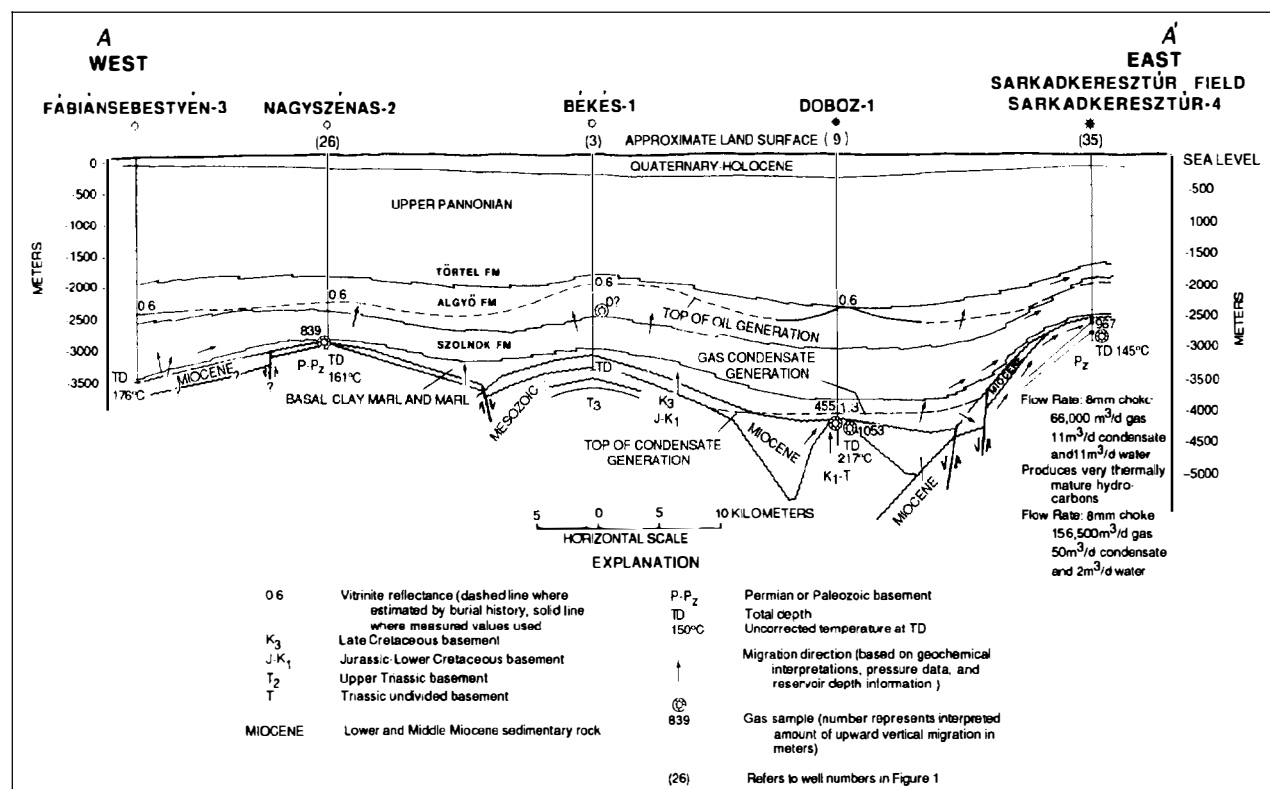 A
WEST
A'
EAST
SARKADKERESZTÚR FIELD
SARKADKERESZTÚR-4
FÁBIÁNSEBESTYÉN-3
NAGYSZÉNAS-2
BÉKÉS-1
DOBOZ-1
(26)
(3)
APPROXIMATE LAND SURFACE
(9)
(35)
SEA LEVEL
QUATERNARY-HOLOCENE
UPPER PANNONIAN
METERS
0
-500
-1000
-1500
-2000
-2500
-3000
-3500
-500
1000
-1500
-2000
-2500
-3000
-3500
-4000
-4500
-5000
METERS
TÖRTEL FM
0.6
0.6
ALGYŐ FM
0.6
0?
0.6
TOP OF OIL GENERATION
SZOLNOK FM
GAS CONDENSATE
GENERATION
839
TD
P-Pz
161°C
TD
176°C
MIOCENE
?
?
BASAL CLAY MARL AND MARL
MESOZOIC
TD
T3
K3
J-K1
TOP OF CONDENSATE
GENERATION
MIOCENE
455
1.3
1053
TD
217°C
K1-T
MIOCENE
MIOCENE
967
TD 145°C
Pz
Flow Rate: 8mm choke
66,000 m3/d gas
11m3/d condensate
and11m3/d water
Produces very thermally
mature hydro-
carbons
Flow Rate: 8mm choke
156,500m3/d gas
50m3/d condensate
and 2m3/d water
5 0 5 10 KILOMETERS
HORIZONTAL SCALE
EXPLANATION
0 6 Vitrinite reflectance (dashed line where
estimated by burial history, solid line
where measured values used
K3 Late Cretaceous basement
J-K1 Jurassic-Lower Cretaceous basement
T2 Upper Triassic basement
T Triassic undivided basement
MIOCENE Lower and Middle Miocene sedimentary rock
P-Pz Permian or Paleozoic basement
TD Total depth
150°C Uncorrected temperature at TD
Migration direction (based on geochemical
interpretations, pressure data, and
reservoir depth information )
839 Gas sample (number represents interpreted
amount of upward vertical migration in
meters)
(26) Refers to well numbers in Figure 1